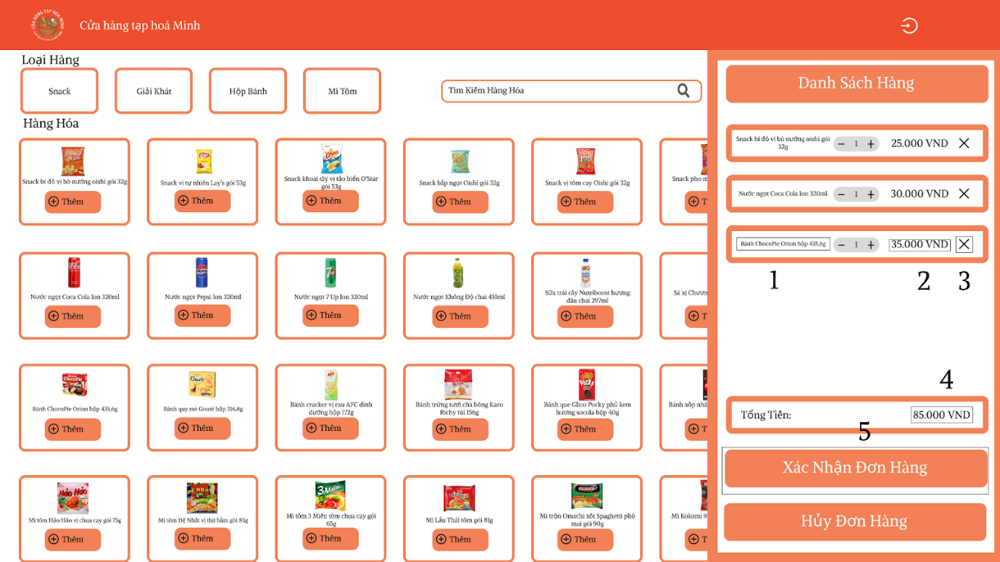 CỬA HÀNG TẠP HÓA MINH
Cửa hàng tạp hoá Minh
Loại Hàng
Snack
Giải Khát
Hộp Bánh
Mì Tôm
Tìm Kiếm Hàng Hóa
Hàng Hóa
Snack bí đỏ vị bò nướng oishi gói 32g
Thêm
Snack vị tự nhiên Lay's gói 53g
Thêm
Snack khoai tây vị tảo biển O'Star
gói 53g
Thêm
Snack bắp ngọt Oishi gói 32g
Thêm
Snack vị tôm cay Oishi gói 32g
Thêm
Snack pho m
T
Nước ngọt Coca Cola lon 320ml
Thêm
Nước ngọt Pepsi lon 320ml
Thêm
Nước ngọt 7 Up lon 320ml
Thêm
Nước ngọt Không Độ chai 455ml
Thêm
Sữa trái cây Nutriboost hương
dâu chai 297ml
Thêm
Sá xị Chươn
T
Bánh ChocoPie Orion hộp 435,6g
Thêm
Bánh quy mè Gouté hộp 316,8g
Thêm
Bánh cracker vị rau AFC dinh
dưỡng hộp 172g
Thêm
Bánh trứng tươi chà bông Karo
Richy túi 156g
Thêm
Bánh que Glico Pocky phủ kem
hương socola hộp 40g
Thêm
Bánh xốp nhâ
T
Mì tôm Hảo Hảo vị chua cay gói 75g
Thêm
Mì tôm Đệ Nhất vị thịt bằm gói 83g
Thêm
Mì tôm 3 Miền tôm chua cay gói
65g
Thêm
Mì Lẩu Thái tôm gói 81g
Thêm
Mì trộn Omachi xốt Spaghetti phô
mai gói 90g
Thêm
Mì Kokomi 9
T
Danh Sách Hàng
Snack bí đỏ vị bò nướng oishi gói
32g
1
25.000 VND
Nước ngọt Coca Cola lon 320ml
1
30.000 VND
Bánh ChocoPie Orion hộp 435,6g
1
35.000 VND
1
2
3
4
Tổng Tiền:
85.000 VND
5
Xác Nhận Đơn Hàng
Hủy Đơn Hàng